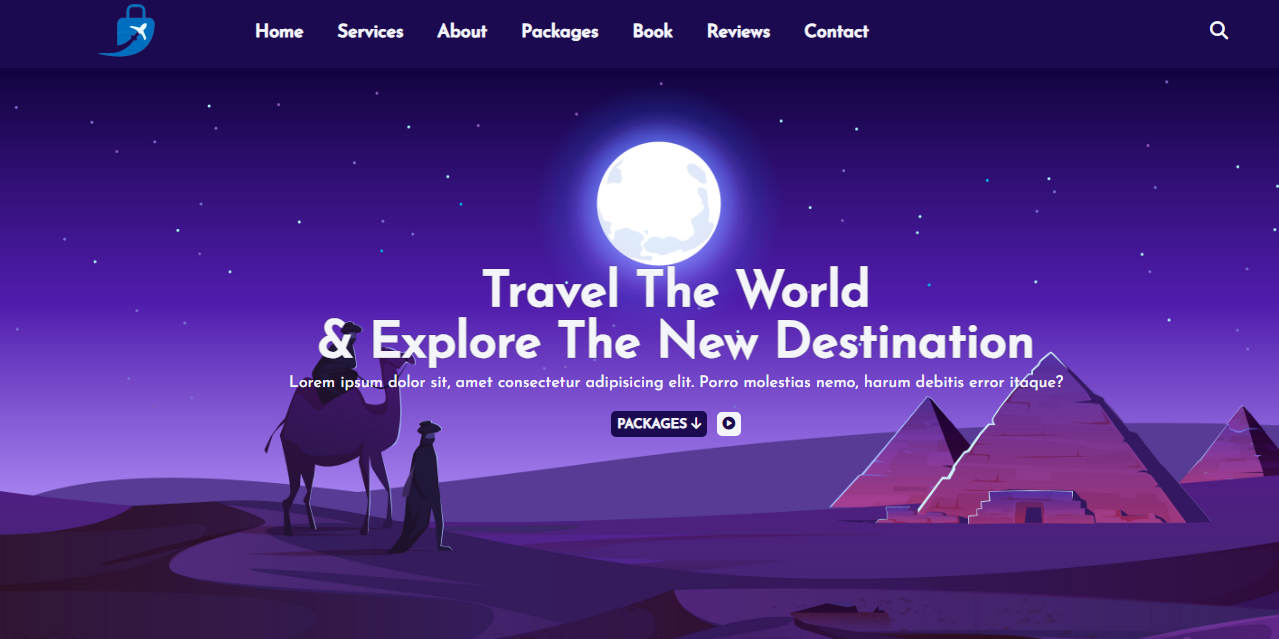 Home Services About Packages Book Reviews Contact
Travel The World
& Explore The New Destination
Lorem ipsum dolor sit, amet consectetur adipisicing elit. Porro molestias nemo, harum debitis error itaque?
PACKAGES ↓